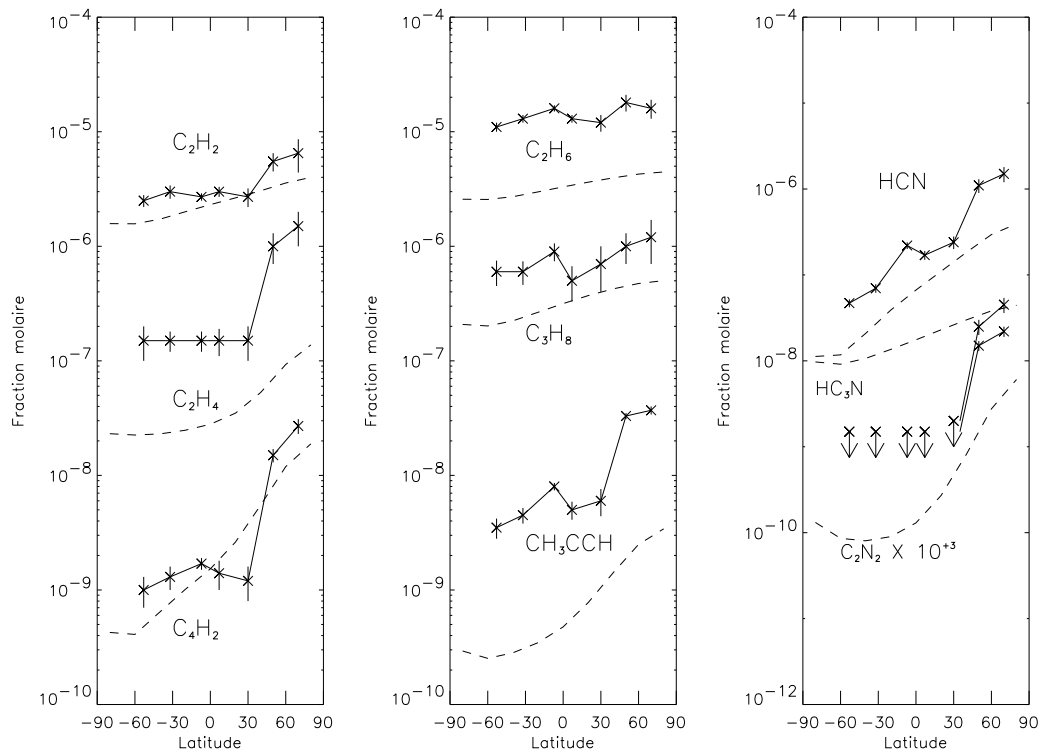 10⁻⁴
10⁻⁵
10⁻⁶
10⁻⁷
10⁻⁸
10⁻⁹
10⁻¹⁰
Fraction molaire
C₂H₂
C₂H₄
C₄H₂
−90 −60 −30 0 30 60 90
Latitude
10⁻⁴
10⁻⁵
10⁻⁶
10⁻⁷
10⁻⁸
10⁻⁹
10⁻¹⁰
Fraction molaire
C₂H₆
C₃H₈
CH₃CCH
−90 −60 −30 0 30 60 90
Latitude
10⁻⁴
10⁻⁶
10⁻⁸
10⁻¹⁰
10⁻¹²
Fraction molaire
HCN
HC₃N
C₂N₂ X 10⁺³
−90 −60 −30 0 30 60 90
Latitude